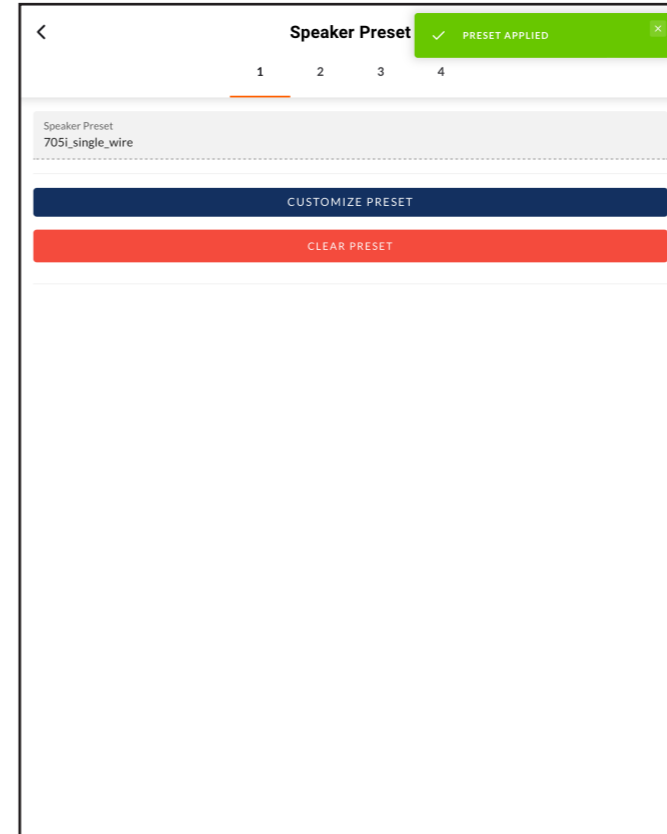 Speaker Preset
PRESET APPLIED
1 2 3 4
Speaker Preset
705i_single_wire
CUSTOMIZE PRESET
CLEAR PRESET